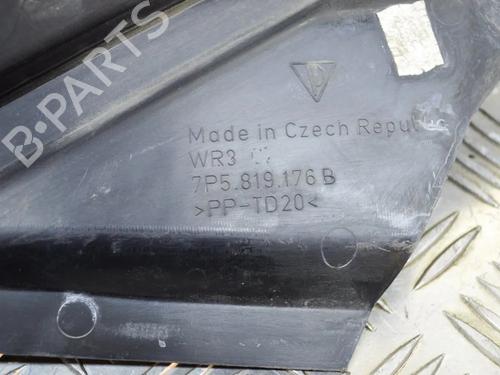 B-PARTS
Made in Czech Republic
WR3
7P5.819.176 B
>PP-TD20<